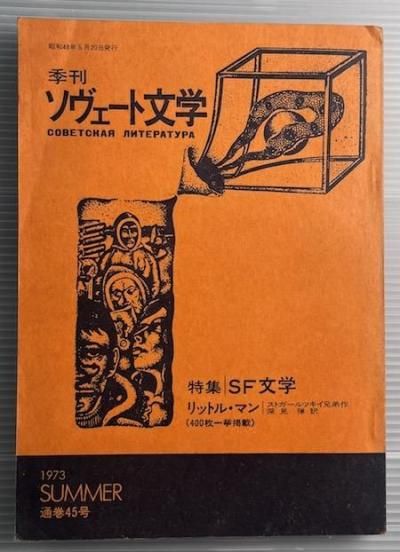 昭和48年5月20日発行
季刊
ソヴェート文学
СОВЕТСКАЯ ЛИТЕРАТУРА
特集|SF文学
リットル・マン|ストガールツキイ兄弟作
深見 弾訳
(400枚一挙掲載)
1973
SUMMER
通巻45号